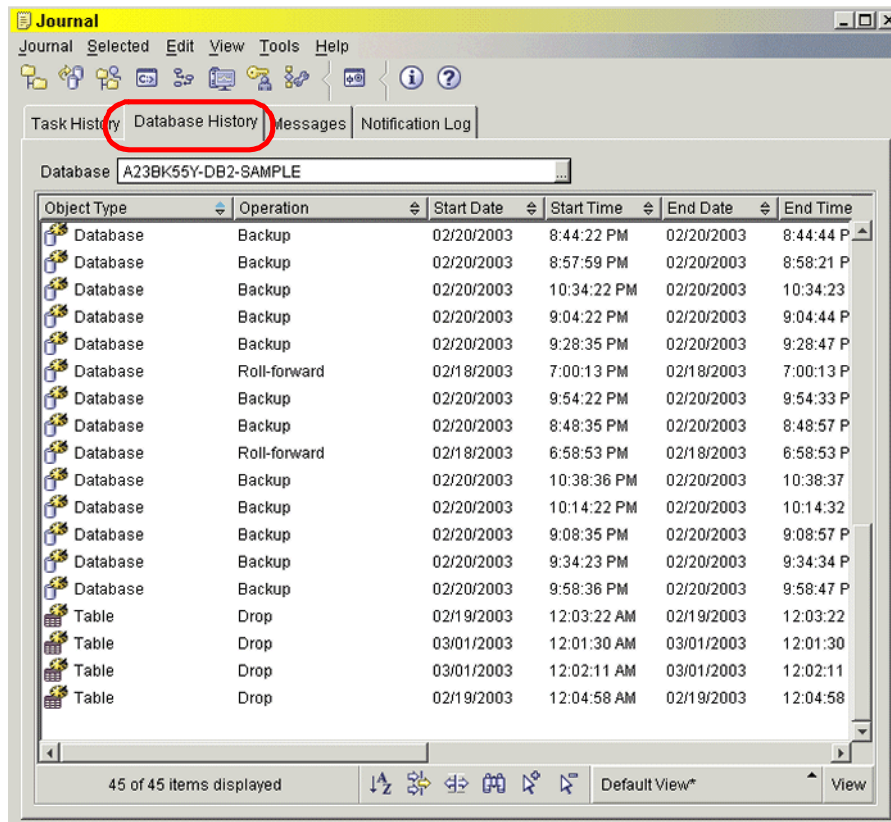 Journal
Journal Selected Edit View Tools Help
Task History Database History Messages Notification Log
Database A23BK55Y-DB2-SAMPLE ...
Object Type Operation Start Date Start Time End Date End Time
Database Backup 02/20/2003 8:44:22 PM 02/20/2003 8:44:44 P
Database Backup 02/20/2003 8:57:59 PM 02/20/2003 8:58:21 P
Database Backup 02/20/2003 10:34:22 PM 02/20/2003 10:34:23
Database Backup 02/20/2003 9:04:22 PM 02/20/2003 9:04:44 P
Database Backup 02/20/2003 9:28:35 PM 02/20/2003 9:28:47 P
Database Roll-forward 02/18/2003 7:00:13 PM 02/18/2003 7:00:13 P
Database Backup 02/20/2003 9:54:22 PM 02/20/2003 9:54:33 P
Database Backup 02/20/2003 8:48:35 PM 02/20/2003 8:48:57 P
Database Roll-forward 02/18/2003 6:58:53 PM 02/18/2003 6:58:53 P
Database Backup 02/20/2003 10:38:36 PM 02/20/2003 10:38:37
Database Backup 02/20/2003 10:14:22 PM 02/20/2003 10:14:32
Database Backup 02/20/2003 9:08:35 PM 02/20/2003 9:08:57 P
Database Backup 02/20/2003 9:34:23 PM 02/20/2003 9:34:34 P
Database Backup 02/20/2003 9:58:36 PM 02/20/2003 9:58:47 P
Table Drop 02/19/2003 12:03:22 AM 02/19/2003 12:03:22
Table Drop 03/01/2003 12:01:30 AM 03/01/2003 12:01:30
Table Drop 03/01/2003 12:02:11 AM 03/01/2003 12:02:11
Table Drop 02/19/2003 12:04:58 AM 02/19/2003 12:04:58
45 of 45 items displayed Default View* View